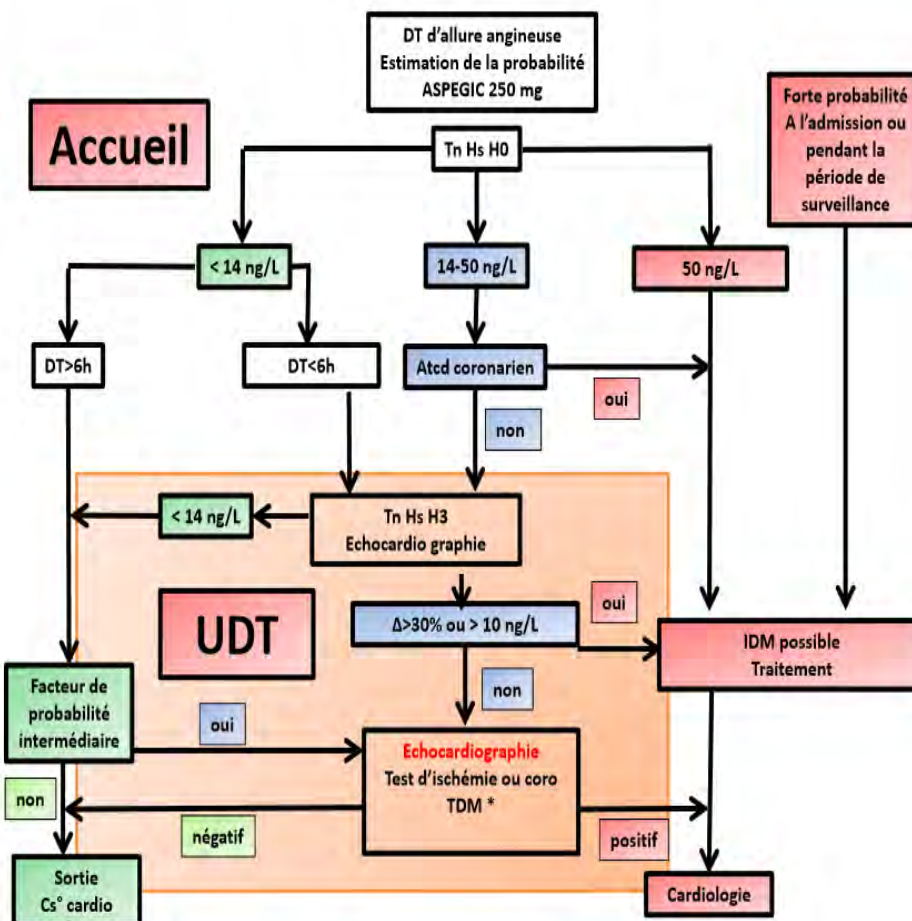 DT d'allure angineuse
Estimation de la probabilité
ASPEGIC 250 mg
Forte probabilité
A l'admission ou
pendant la
période de
surveillance
Accueil
Tn Hs H0
< 14 ng/L
14-50 ng/L
50 ng/L
DT>6h
DT<6h
Atcd coronarien
oui
non
< 14 ng/L
Tn Hs H3
Echocardio graphie
UDT
Δ>30% ou > 10 ng/L
oui
IDM possible
Traitement
non
Facteur de
probabilité
intermédiaire
oui
Echocardiographie
Test d'ischémie ou coro
TDM *
non
négatif
positif
Sortie
Cs° cardio
Cardiologie